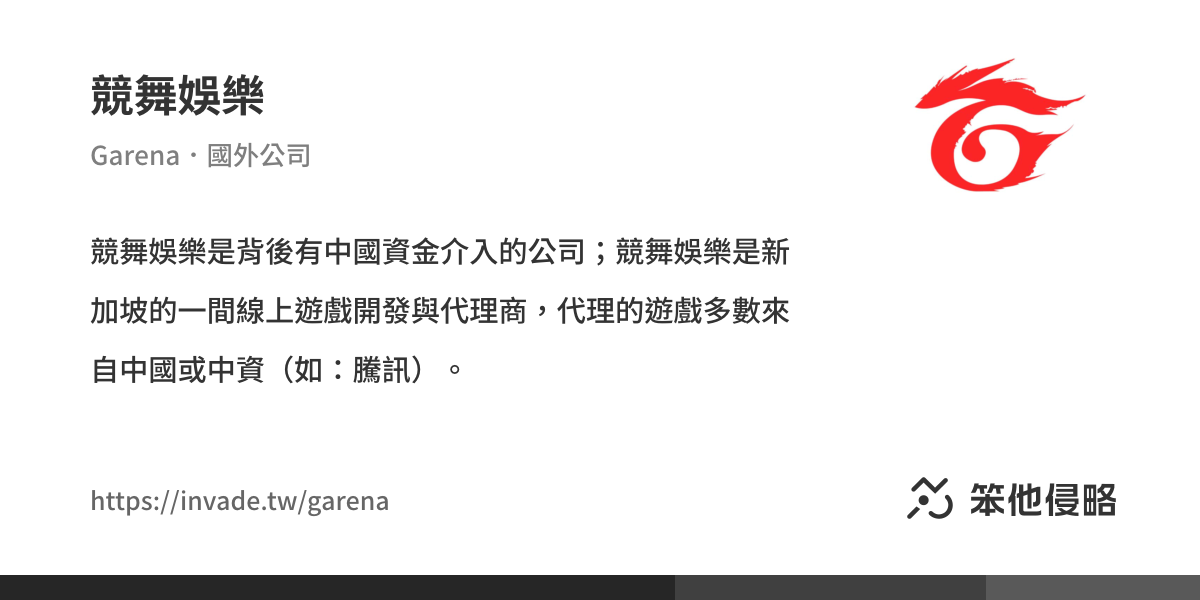 競舞娛樂
Garena・國外公司
競舞娛樂是背後有中國資金介入的公司；競舞娛樂是新
加坡的一間線上遊戲開發與代理商，代理的遊戲多數來
自中國或中資（如：騰訊）。
https://invade.tw/garena
笨他侵略